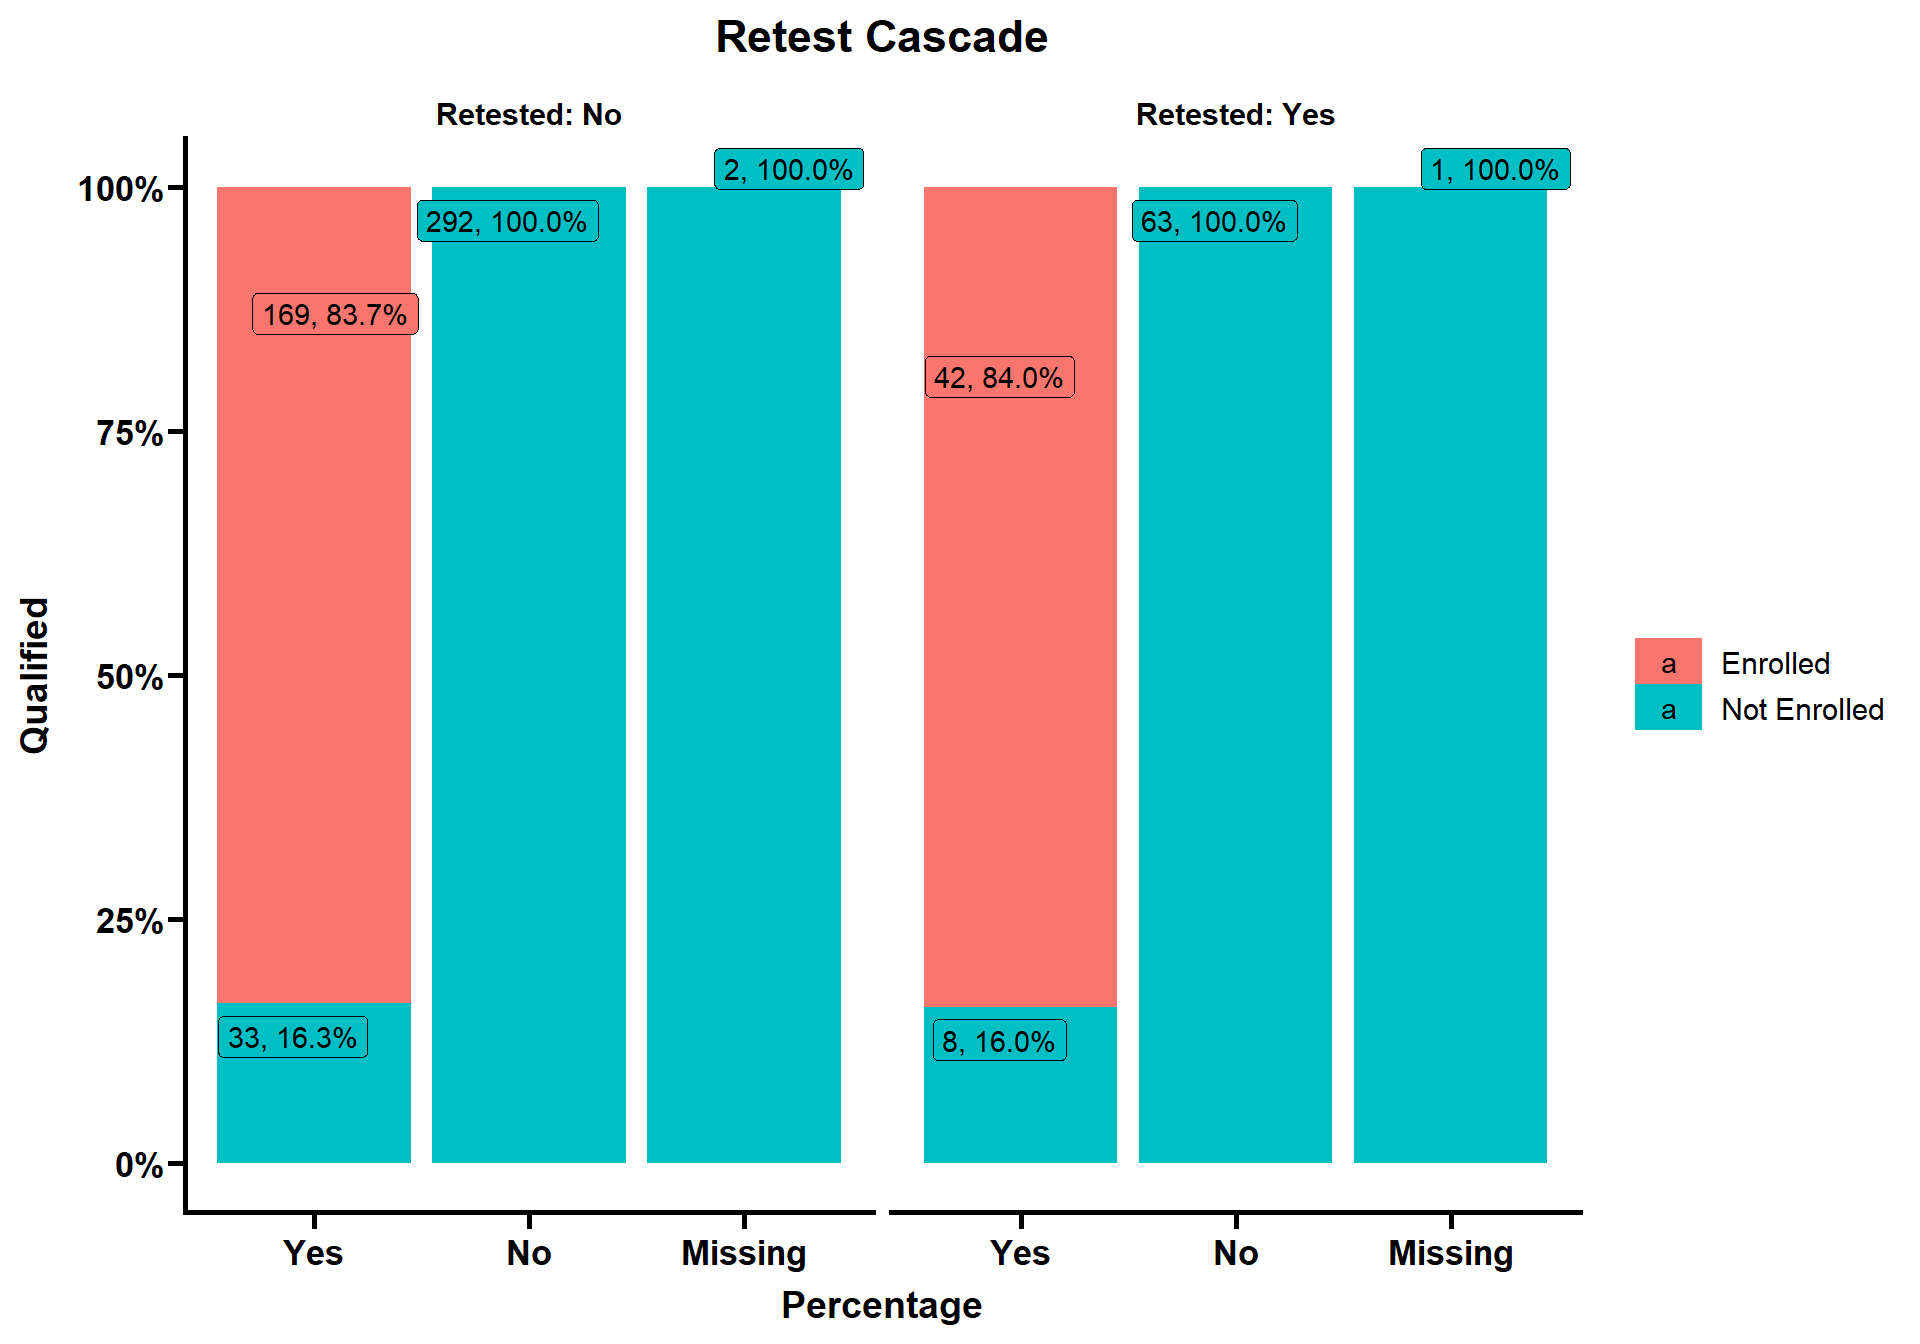 Retest Cascade
Retested: No
Retested: Yes
2, 100.0%
1, 100.0%
100%
292, 100.0%
63, 100.0%
169, 83.7%
42, 84.0%
75%
50%
Qualified
a Enrolled
a Not Enrolled
25%
33, 16.3%
8, 16.0%
0%
Yes No Missing Yes No Missing
Percentage